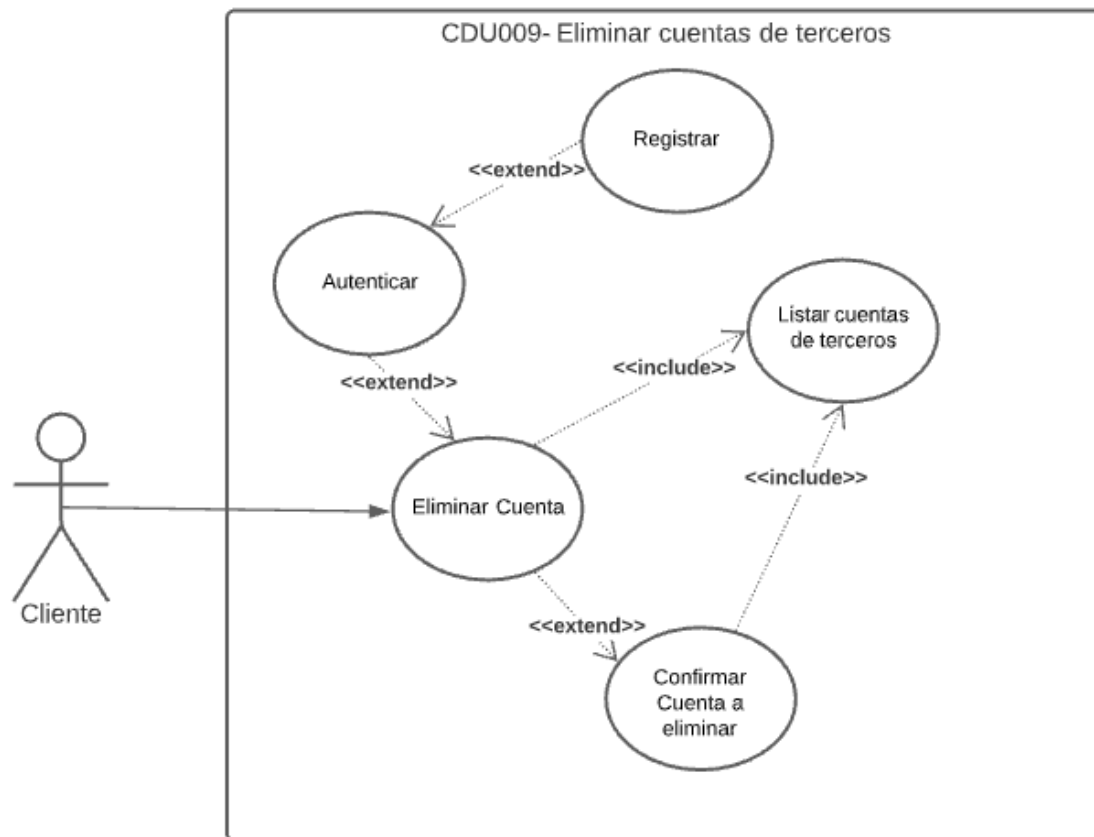 CDU009- Eliminar cuentas de terceros
Registrar
<<extend>>
Autenticar
Listar cuentas
de terceros
<<include>>
<<extend>>
<<include>>
Eliminar Cuenta
Cliente
<<extend>>
Confirmar
Cuenta a
eliminar